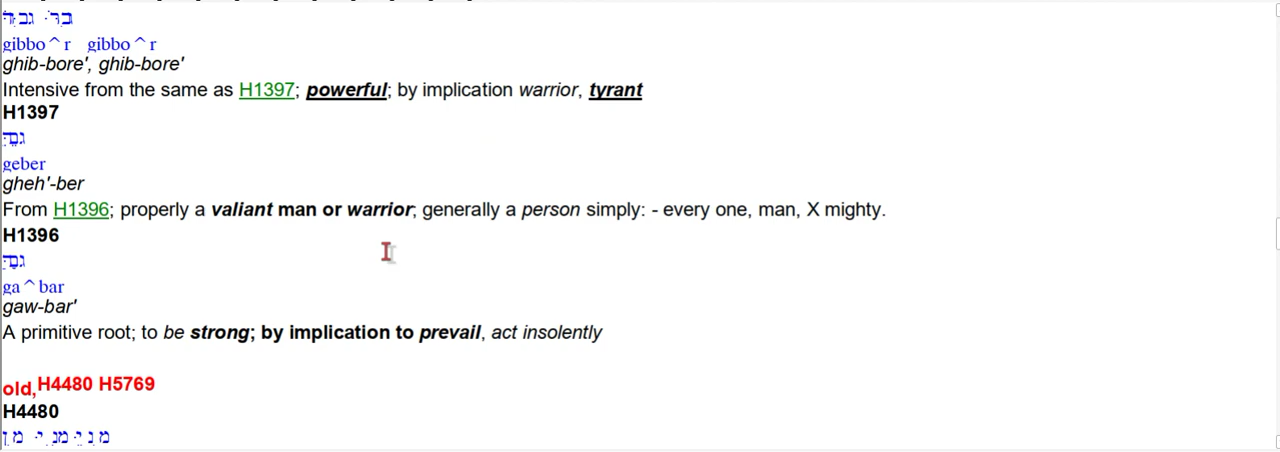 gibbo^r gibbo^r
ghib-bore', ghib-bore'
Intensive from the same as H1397; powerful; by implication warrior, tyrant
H1397
geber
gheh'-ber
From H1396; properly a valiant man or warrior; generally a person simply: - every one, man, X mighty.
H1396
ga^bar
gaw-bar'
A primitive root; to be strong; by implication to prevail, act insolently
old,H4480 H5769
H4480